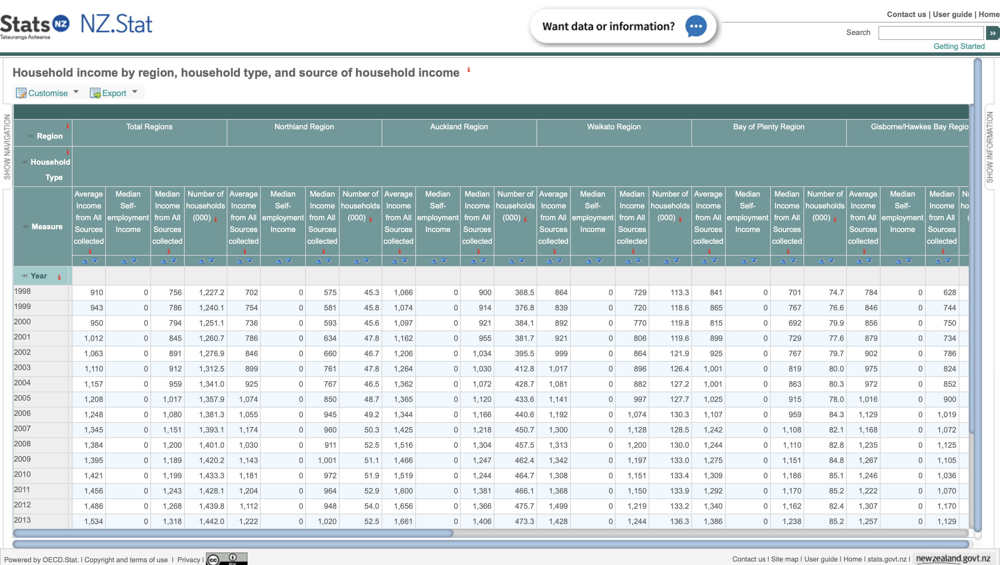 Stats NZ NZ.Stat
Tatauranga Aotearoa
Want data or information?
Contact us | User guide | Home
Search
»
Getting Started
Household income by region, household type, and source of household income i
Customise Export
SHOW NAVIGATION
SHOW INFORMATION
Region i Total Regions Northland Region Auckland Region Waikato Region Bay of Plenty Region Gisborne/Hawkes Bay Regio
Household Type i
Measure Average Income from All Sources collected i Median Self-employment Income Median Income from All Sources collected i Number of households (000) i Average Income from All Sources collected i Median Self-employment Income Median Income from All Sources collected i Number of households (000) i Average Income from All Sources collected i Median Self-employment Income Median Income from All Sources collected i Number of households (000) i Average Income from All Sources collected i Median Self-employment Income Median Income from All Sources collected i Number of households (000) i Average Income from All Sources collected i Median Self-employment Income Median Income from All Sources collected i Number of households (000) i Average Income from All Sources collected i Median Self-employment Income Median Income from All Sources collected i
Year i
1998 910 0 756 1,227.2 702 0 575 45.3 1,066 0 900 368.5 864 0 729 113.3 841 0 701 74.7 784 0 628
1999 943 0 786 1,240.1 754 0 581 45.8 1,074 0 914 376.8 839 0 720 118.6 865 0 767 76.6 846 0 744
2000 950 0 794 1,251.1 736 0 593 45.6 1,097 0 921 384.1 892 0 770 119.8 815 0 692 79.9 856 0 750
2001 1,012 0 845 1,260.7 786 0 634 47.8 1,162 0 955 381.7 921 0 806 119.6 899 0 729 77.6 879 0 734
2002 1,063 0 891 1,276.9 846 0 660 46.7 1,206 0 1,034 395.5 999 0 864 121.9 925 0 767 79.7 902 0 786
2003 1,110 0 912 1,312.5 899 0 761 47.8 1,264 0 1,030 412.8 1,017 0 896 126.4 1,001 0 819 80.0 975 0 824
2004 1,157 0 959 1,341.0 925 0 767 46.5 1,362 0 1,072 428.7 1,081 0 882 127.2 1,001 0 863 80.3 972 0 852
2005 1,208 0 1,017 1,357.9 1,074 0 850 48.7 1,365 0 1,120 433.6 1,141 0 997 127.7 1,025 0 915 78.0 1,016 0 900
2006 1,248 0 1,080 1,381.3 1,055 0 945 49.2 1,344 0 1,166 440.6 1,192 0 1,074 130.3 1,107 0 959 84.3 1,129 0 1,019
2007 1,345 0 1,151 1,393.1 1,174 0 960 50.3 1,425 0 1,218 450.7 1,300 0 1,128 128.5 1,242 0 1,108 82.1 1,168 0 1,072
2008 1,384 0 1,200 1,401.0 1,030 0 911 52.5 1,516 0 1,304 457.5 1,313 0 1,200 130.0 1,244 0 1,110 82.8 1,235 0 1,125
2009 1,395 0 1,189 1,420.2 1,143 0 1,001 51.1 1,466 0 1,247 462.4 1,342 0 1,197 133.0 1,275 0 1,151 84.8 1,267 0 1,105
2010 1,421 0 1,199 1,433.3 1,181 0 972 51.9 1,519 0 1,244 464.7 1,308 0 1,151 133.4 1,309 0 1,186 85.1 1,246 0 1,036
2011 1,456 0 1,243 1,428.1 1,204 0 964 52.9 1,600 0 1,381 466.1 1,368 0 1,150 133.9 1,292 0 1,170 85.2 1,222 0 1,070
2012 1,486 0 1,268 1,439.8 1,112 0 948 54.0 1,656 0 1,366 475.7 1,499 0 1,219 133.2 1,340 0 1,162 82.4 1,307 0 1,170
2013 1,534 0 1,318 1,442.0 1,222 0 1,020 52.5 1,661 0 1,406 473.3 1,428 0 1,244 136.3 1,386 0 1,238 85.2 1,257 0 1,129
Powered by OECD.Stat. | Copyright and terms of use | Privacy | cc
Contact us | Site map | User guide | Home | stats.govt.nz | newzealand.govt.nz